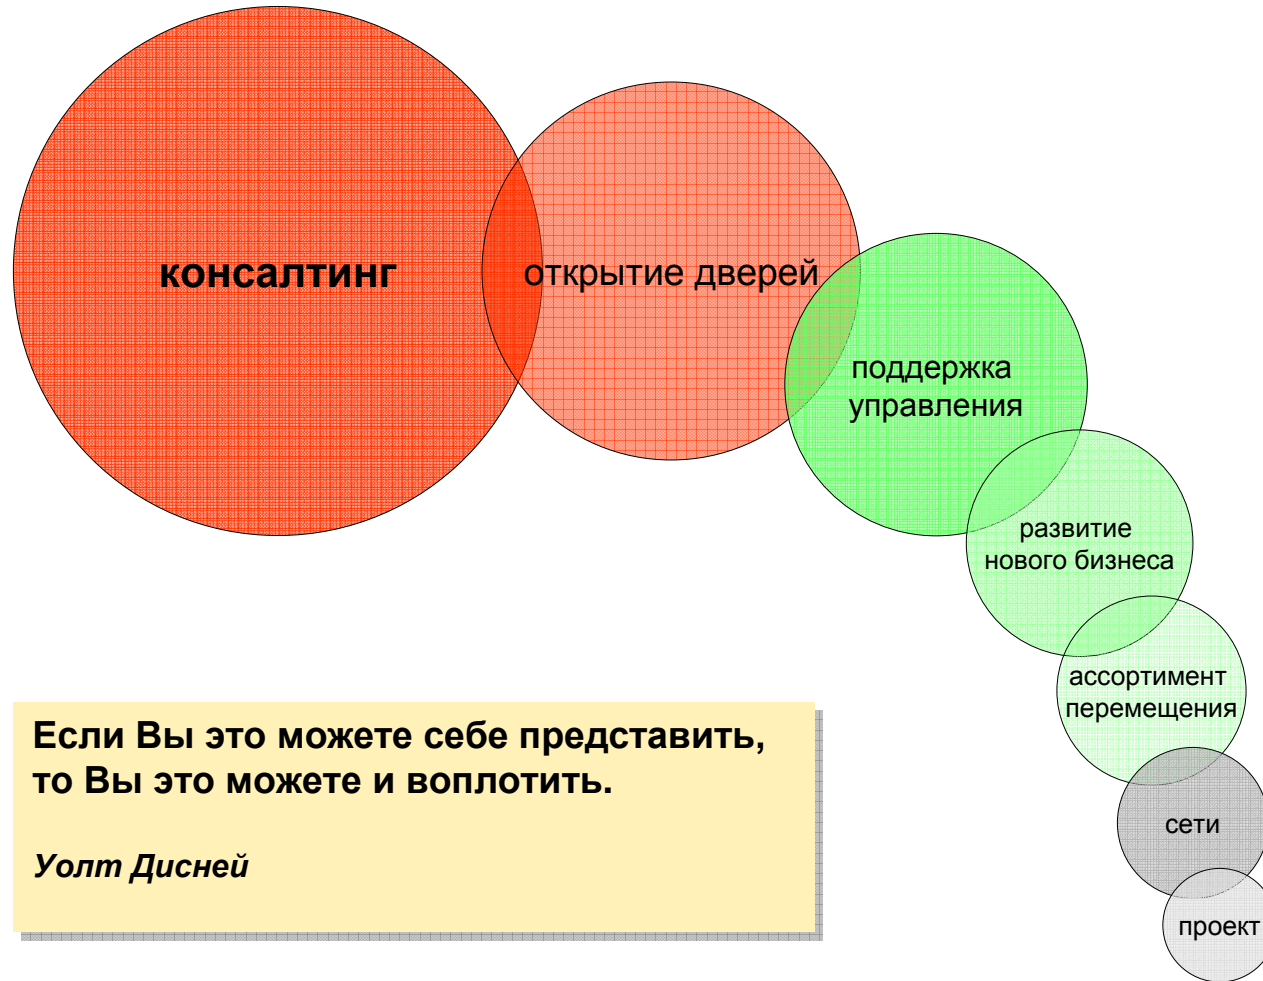 консалтинг
открытие дверей
поддержка
управления
развитие
нового бизнеса
ассортимент
перемещения
сети
проект
Если Вы это можете себе представить,
то Вы это можете и воплотить.
Уолт Дисней